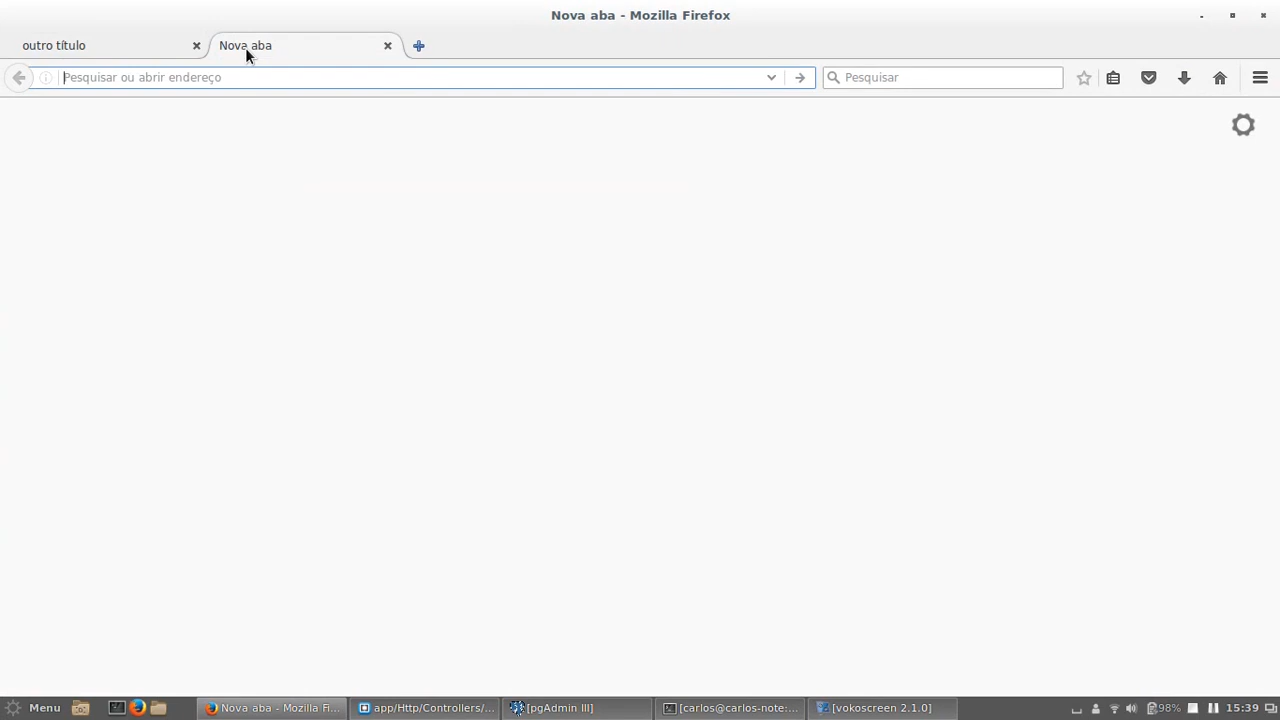 Nova aba - Mozilla Firefox
outro título
Nova aba
Pesquisar ou abrir endereço
Pesquisar
Menu
Nova aba - Mozilla Fi...
app/Http/Controllers/...
[pgAdmin III]
[carlos@carlos-note:...
[vokoscreen 2.1.0]
98%
15:39